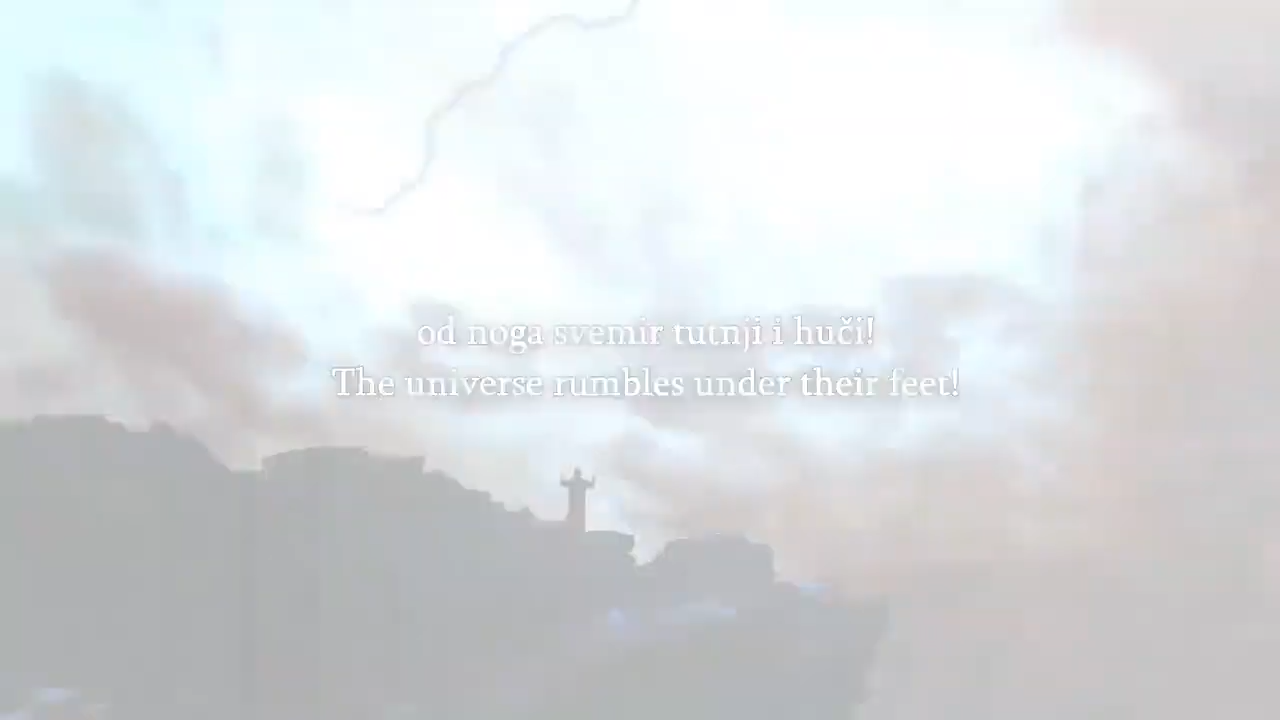 od noga svemir tutnji i huči!
The universe rumbles under their feet!